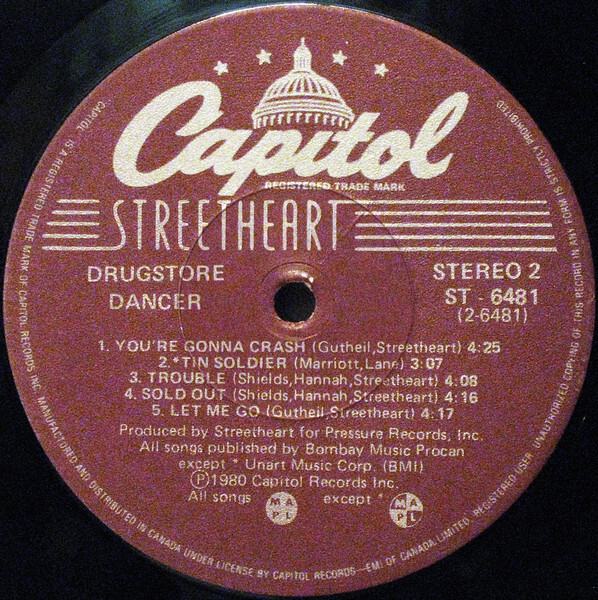 Capitol
REGISTERED TRADE MARK
STREETHEART
DRUGSTORE
DANCER
STEREO 2
ST - 6481
(2-6481)
1. YOU'RE GONNA CRASH (Gutheil,Streetheart) 4:25
2.*TIN SOLDIER (Marriott,Lane) 3:07
3. TROUBLE (Shields,Hannah,Streetheart) 4:08
4. SOLD OUT (Shields,Hannah,Streetheart) 4:16
5. LET ME GO (Gutheil,Streetheart) 4:17
Produced by Streetheart for Pressure Records, Inc.
All songs published by Bombay Music Procan
except * Unart Music Corp. (BMI)
Ⓟ1980 Capitol Records Inc.
All songs MAPL except * MAPL
CAPITOL IS A REGISTERED TRADE MARK OF CAPITOL RECORDS INC. MANUFACTURED AND DISTRIBUTED IN CANADA UNDER LICENSE BY CAPITOL RECORDS—EMI OF CANADA LIMITED, REGISTERED USER. UNAUTHORIZED COPYING OF THIS RECORD IN ANY FORM IS STRICTLY PROHIBITED